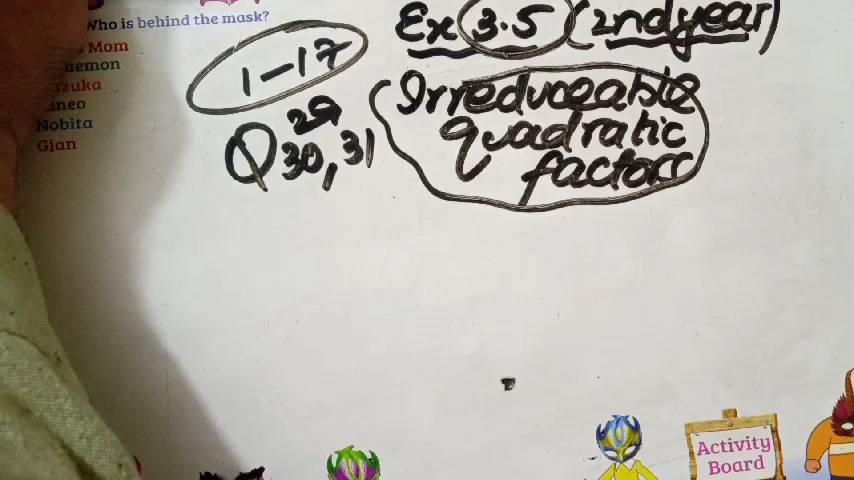 Who is behind the mask?
Mom
Nobita
Gian
Ex 3.5 (2nd year)
1-17
Irreduceable
quadratic
factors
29
Q 30, 31
Activity
Board